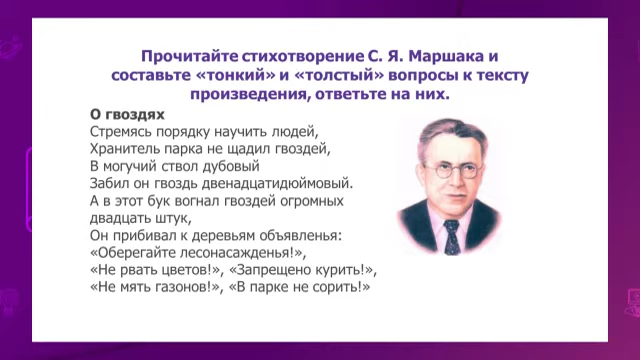 Прочитайте стихотворение С. Я. Маршака и
составьте «тонкий» и «толстый» вопросы к тексту
произведения, ответьте на них.
О гвоздях
Стремясь порядку научить людей,
Хранитель парка не щадил гвоздей,
В могучий ствол дубовый
Забил он гвоздь двенадцатидюймовый.
А в этот бук вогнал гвоздей огромных
двадцать штук,
Он прибивал к деревьям объявленья:
«Оберегайте лесонасажденья!»,
«Не рвать цветов!», «Запрещено курить!»,
«Не мять газонов!», «В парке не сорить!»